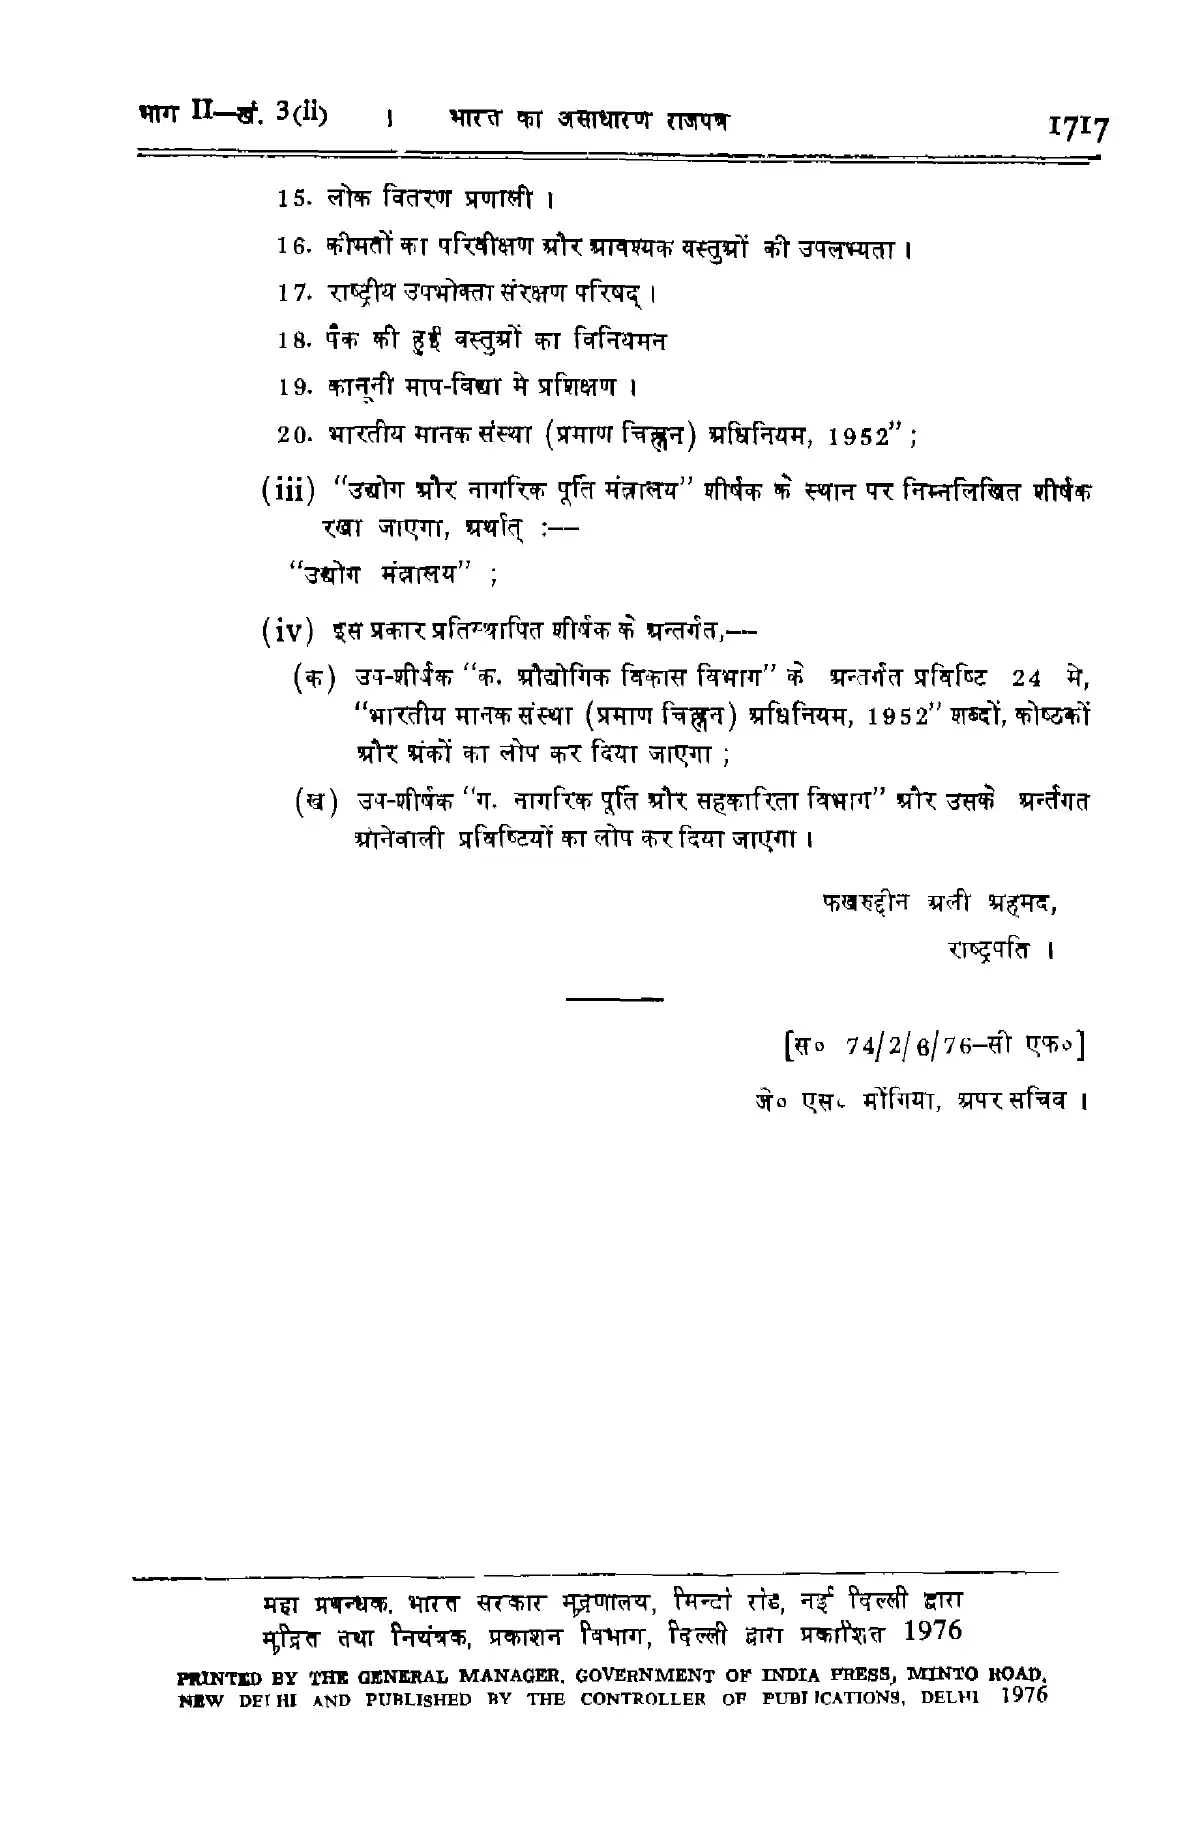 भाग II—खं. 3(ii) । भारत का असाधारण राजपत्र 1717
15. लोक वितरण प्रणाली ।
16. कीमतों का परिवीक्षण और आवश्यक वस्तुओं की उपलभ्यता ।
17. राष्ट्रीय उपभोक्ता संरक्षण परिषद् ।
18. पैक की हुई वस्तुओं का विनियमन
19. कानूनी माप-विद्या मे प्रशिक्षण ।
20. भारतीय मानक संस्था (प्रमाण चिह्नन) अधिनियम, 1952” ;
(iii) “उद्योग और नागरिक पूर्ति मंत्रालय” शीर्षक के स्थान पर निम्नलिखित शीर्षक
रखा जाएगा, अर्थात् :––
“उद्योग मंत्रालय” ;
(iv) इस प्रकार प्रतिस्थापित शीर्षक के अन्तर्गत,––
(क) उप-शीर्षक “क. औद्योगिक विकास विभाग” के अन्तर्गत प्रविष्टि 24 मे,
“भारतीय मानक संस्था (प्रमाण चिह्नन) अधिनियम, 1952” शब्दों, कोष्ठकों
और अंकों का लोप कर दिया जाएगा ;
(ख) उप-शीर्षक “ग. नागरिक पूर्ति और सहकारिता विभाग” और उसके अर्न्तगत
आनेवाली प्रविष्टियों का लोप कर दिया जाएगा ।
फखरुद्दीन अली अहमद,
राष्ट्रपति ।
[स० 74/2/6/76–सी एफ०]
जे० एस० मोंगिया, अपर सचिव ।
महा प्रबन्धक, भारत सरकार मुद्रणालय, मिन्टो रोड, नई दिल्ली द्वारा
मुद्रित तथा नियंत्रक, प्रकाशन विभाग, दिल्ली द्वारा प्रकाशित 1976
PRINTED BY THE GENERAL MANAGER, GOVERNMENT OF INDIA PRESS, MINTO ROAD,
NEW DELHI AND PUBLISHED BY THE CONTROLLER OF PUBLICATIONS, DELHI 1976